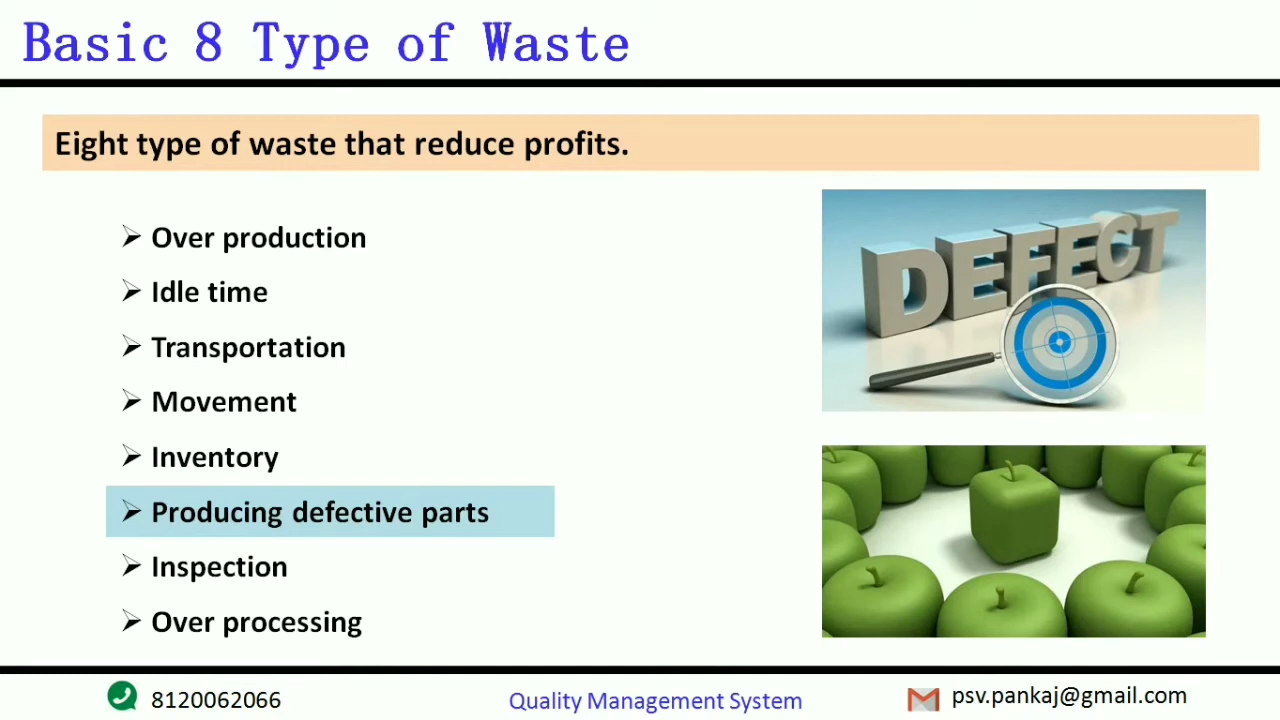 Basic 8 Type of Waste
Eight type of waste that reduce profits.
Over production
Idle time
Transportation
Movement
Inventory
Producing defective parts
Inspection
Over processing
DEFECT
8120062066
Quality Management System
psv.pankaj@gmail.com